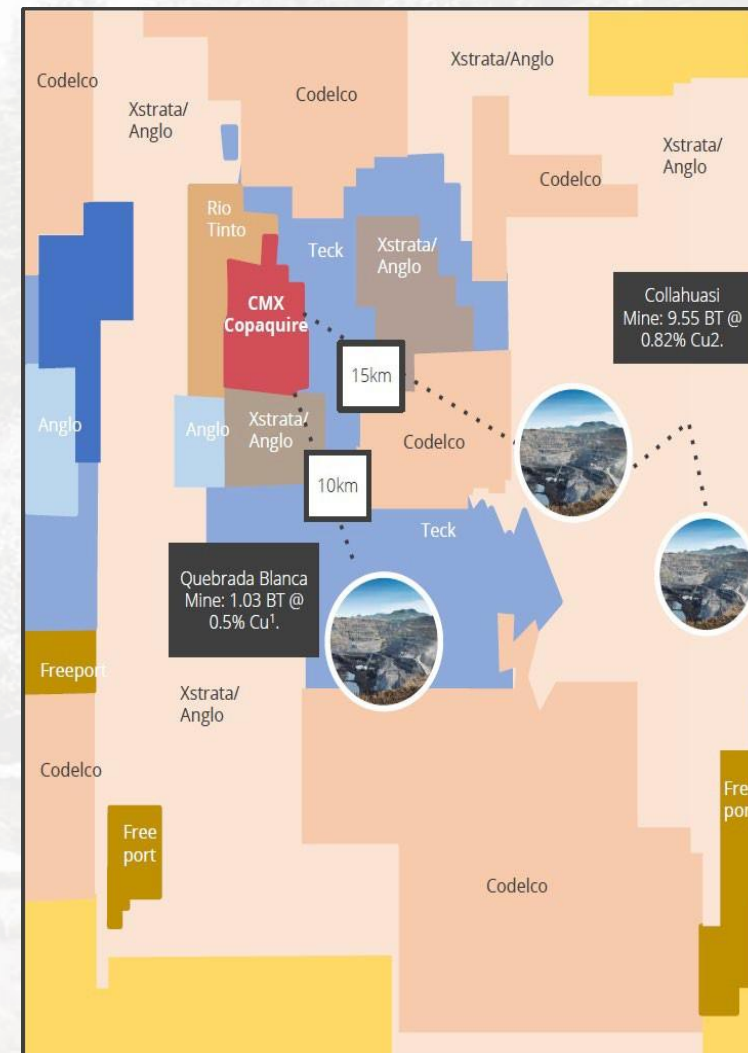 Codelco
Xstrata/
Anglo
Codelco
Xstrata/Anglo
Xstrata/
Anglo
Codelco
Rio
Tinto
Teck
Xstrata/
Anglo
CMX
Copaquire
Collahuasi
Mine: 9.55 BT @
0.82% Cu2.
15km
Anglo
Anglo
Xstrata/
Anglo
Codelco
10km
Teck
Quebrada Blanca
Mine: 1.03 BT @
0.5% Cu¹.
Freeport
Xstrata/
Anglo
Codelco
Free
port
Fre
por
Codelco